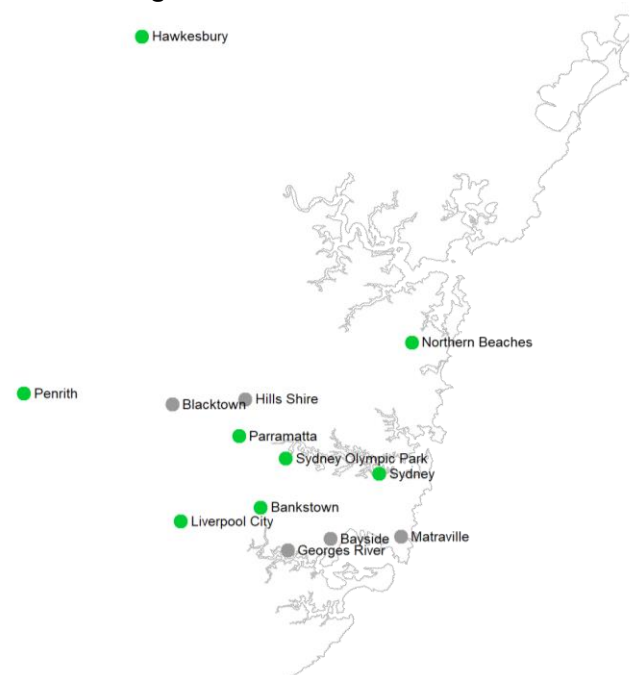 Hawkesbury
Northern Beaches
Penrith
Hills Shire
Blacktown
Parramatta
Sydney Olympic Park
Sydney
Bankstown
Liverpool City
Bayside
Matraville
Georges River